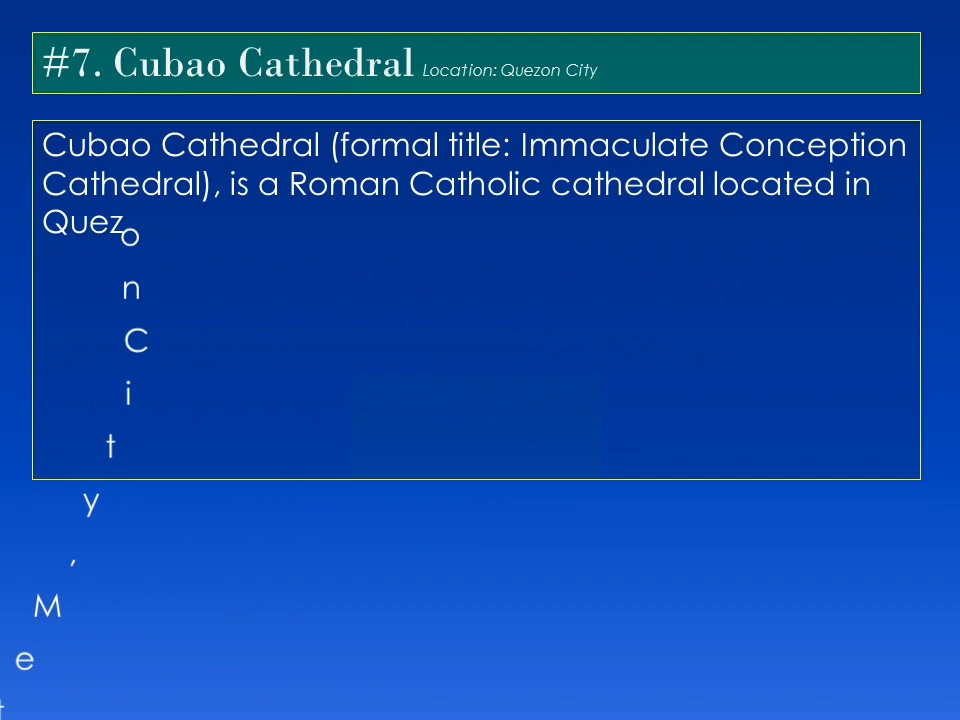 #7. Cubao Cathedral Location: Quezon City
Cubao Cathedral (formal title: Immaculate Conception
Cathedral), is a Roman Catholic cathedral located in
Quez
o
n
C
i
t
y
,
M
e
t